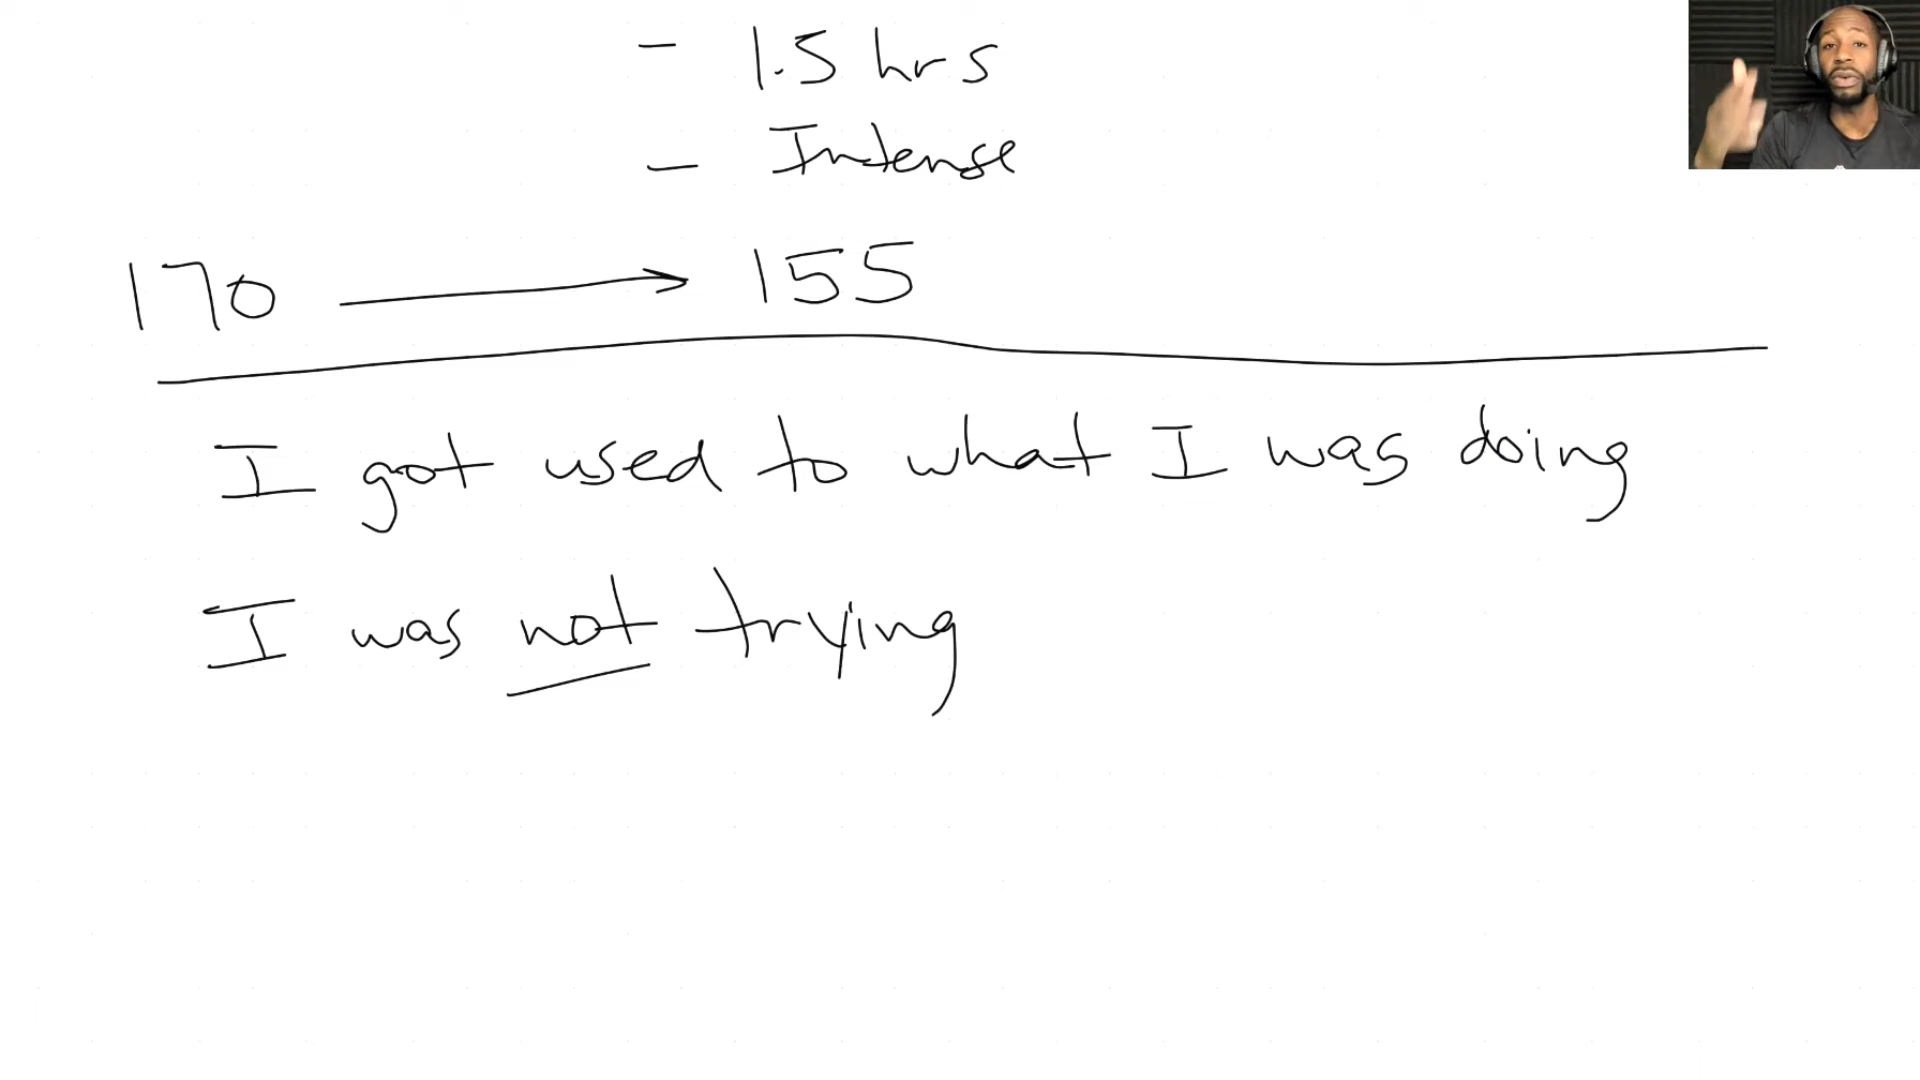 - 1.5 hrs
- Intense
170 → 155
I got used to what I was doing
I was not trying